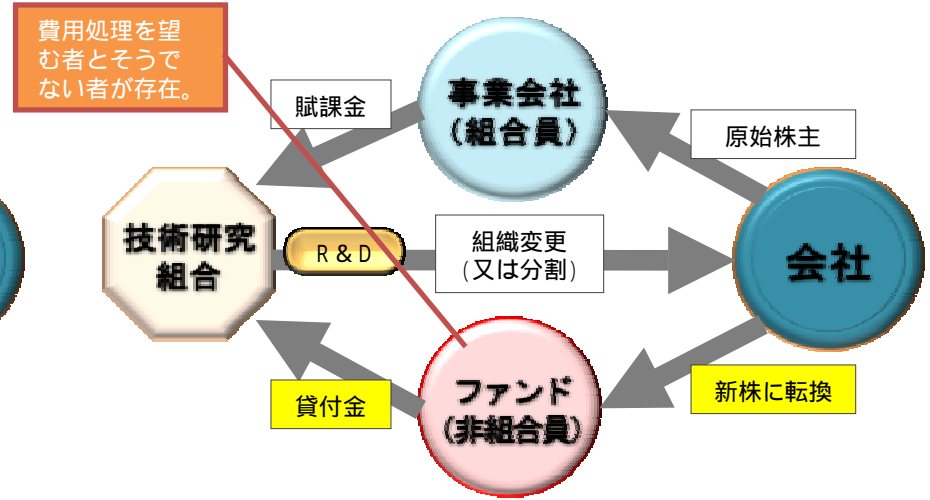 費用処理を望
む者とそうで
ない者が存在。
事業会社
(組合員)
賦課金
原始株主
技術研究
組合
R & D
組織変更
(又は分割)
会社
貸付金
ファンド
(非組合員)
新株に転換